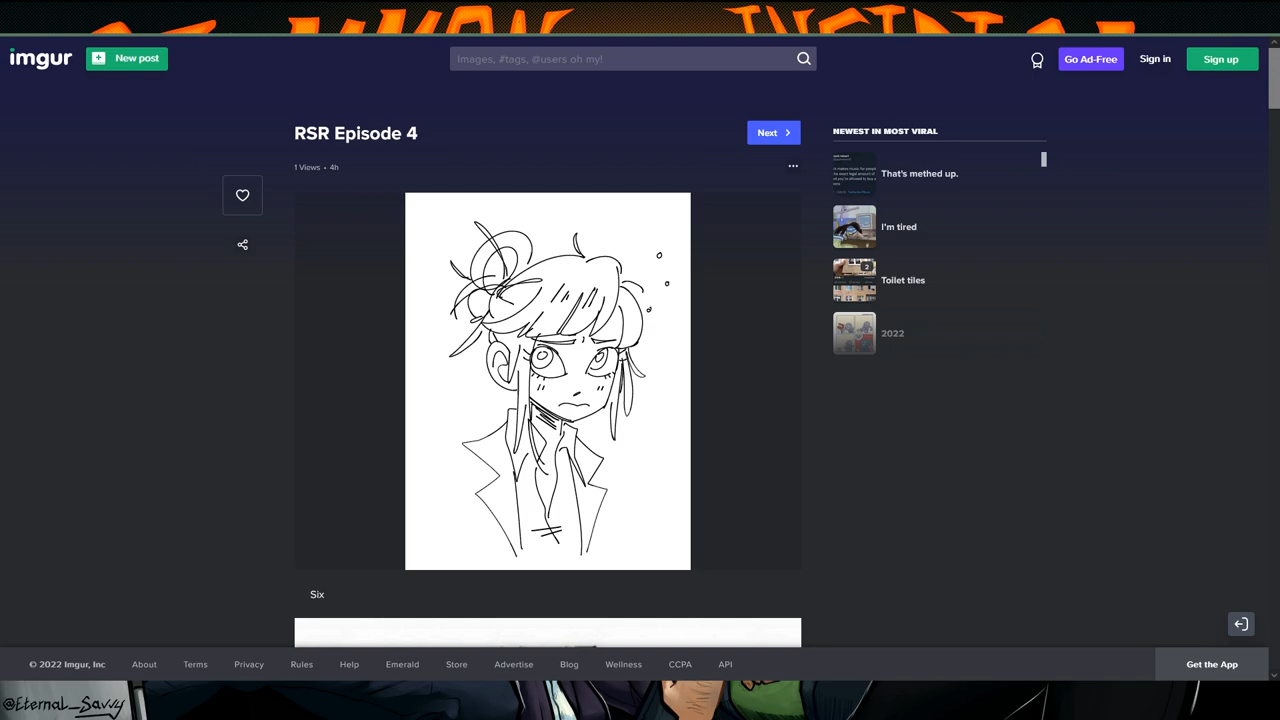 imgur
New post
Images, #tags, @users oh my!
Go Ad-Free
Sign in
Sign up
RSR Episode 4
Next
1 Views • 4h
NEWEST IN MOST VIRAL
That's methed up.
I'm tired
2
Toilet tiles
2022
Six
© 2022 Imgur, Inc
About
Terms
Privacy
Rules
Help
Emerald
Store
Advertise
Blog
Wellness
CCPA
API
Get the App
@Eternal_Savvy